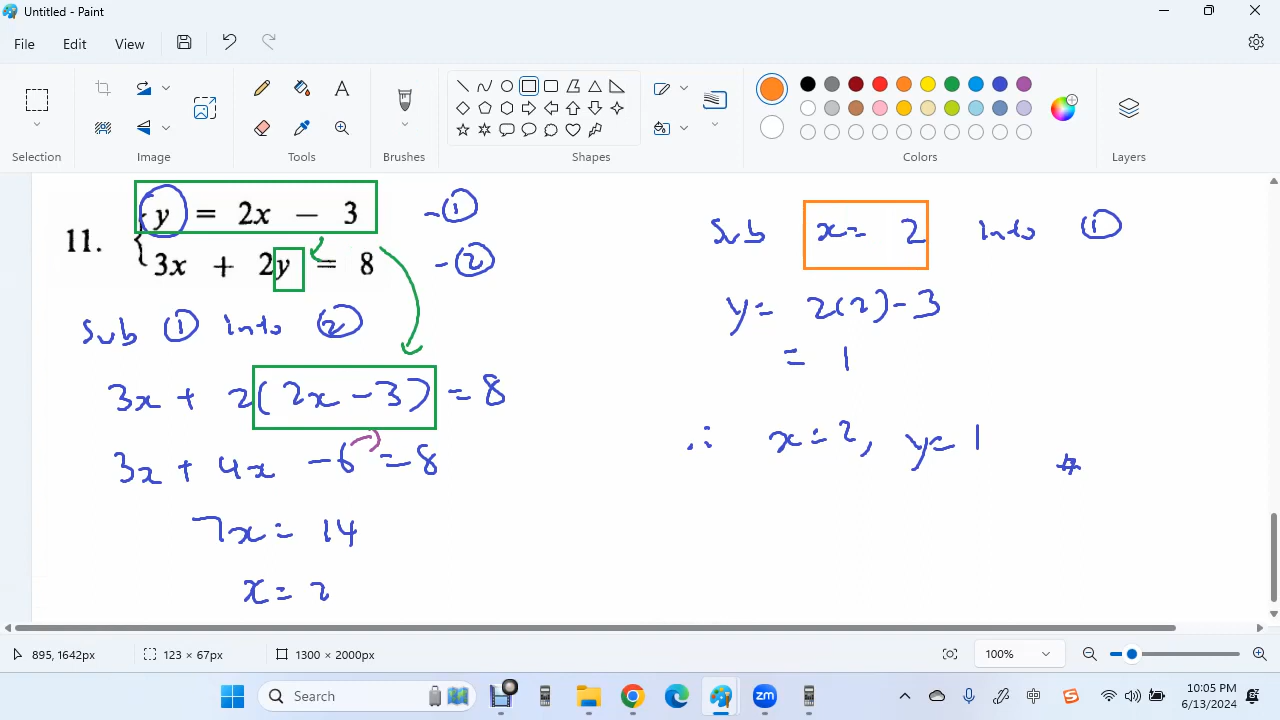 Untitled - Paint
File Edit View
Selection Image Tools Brushes Shapes Colors Layers
11. { y = 2x − 3 - ①
3x + 2y = 8 - ②
Sub ① into ②
3x + 2(2x − 3) = 8
3x + 4x − 6 = 8
7x = 14
x = 2
Sub x = 2 into ①
y = 2(2) - 3
= 1
∴ x = 2, y = 1 #
895, 1642px 123 × 67px 1300 × 2000px 100%
Search zm 中 S 10:05 PM
6/13/2024